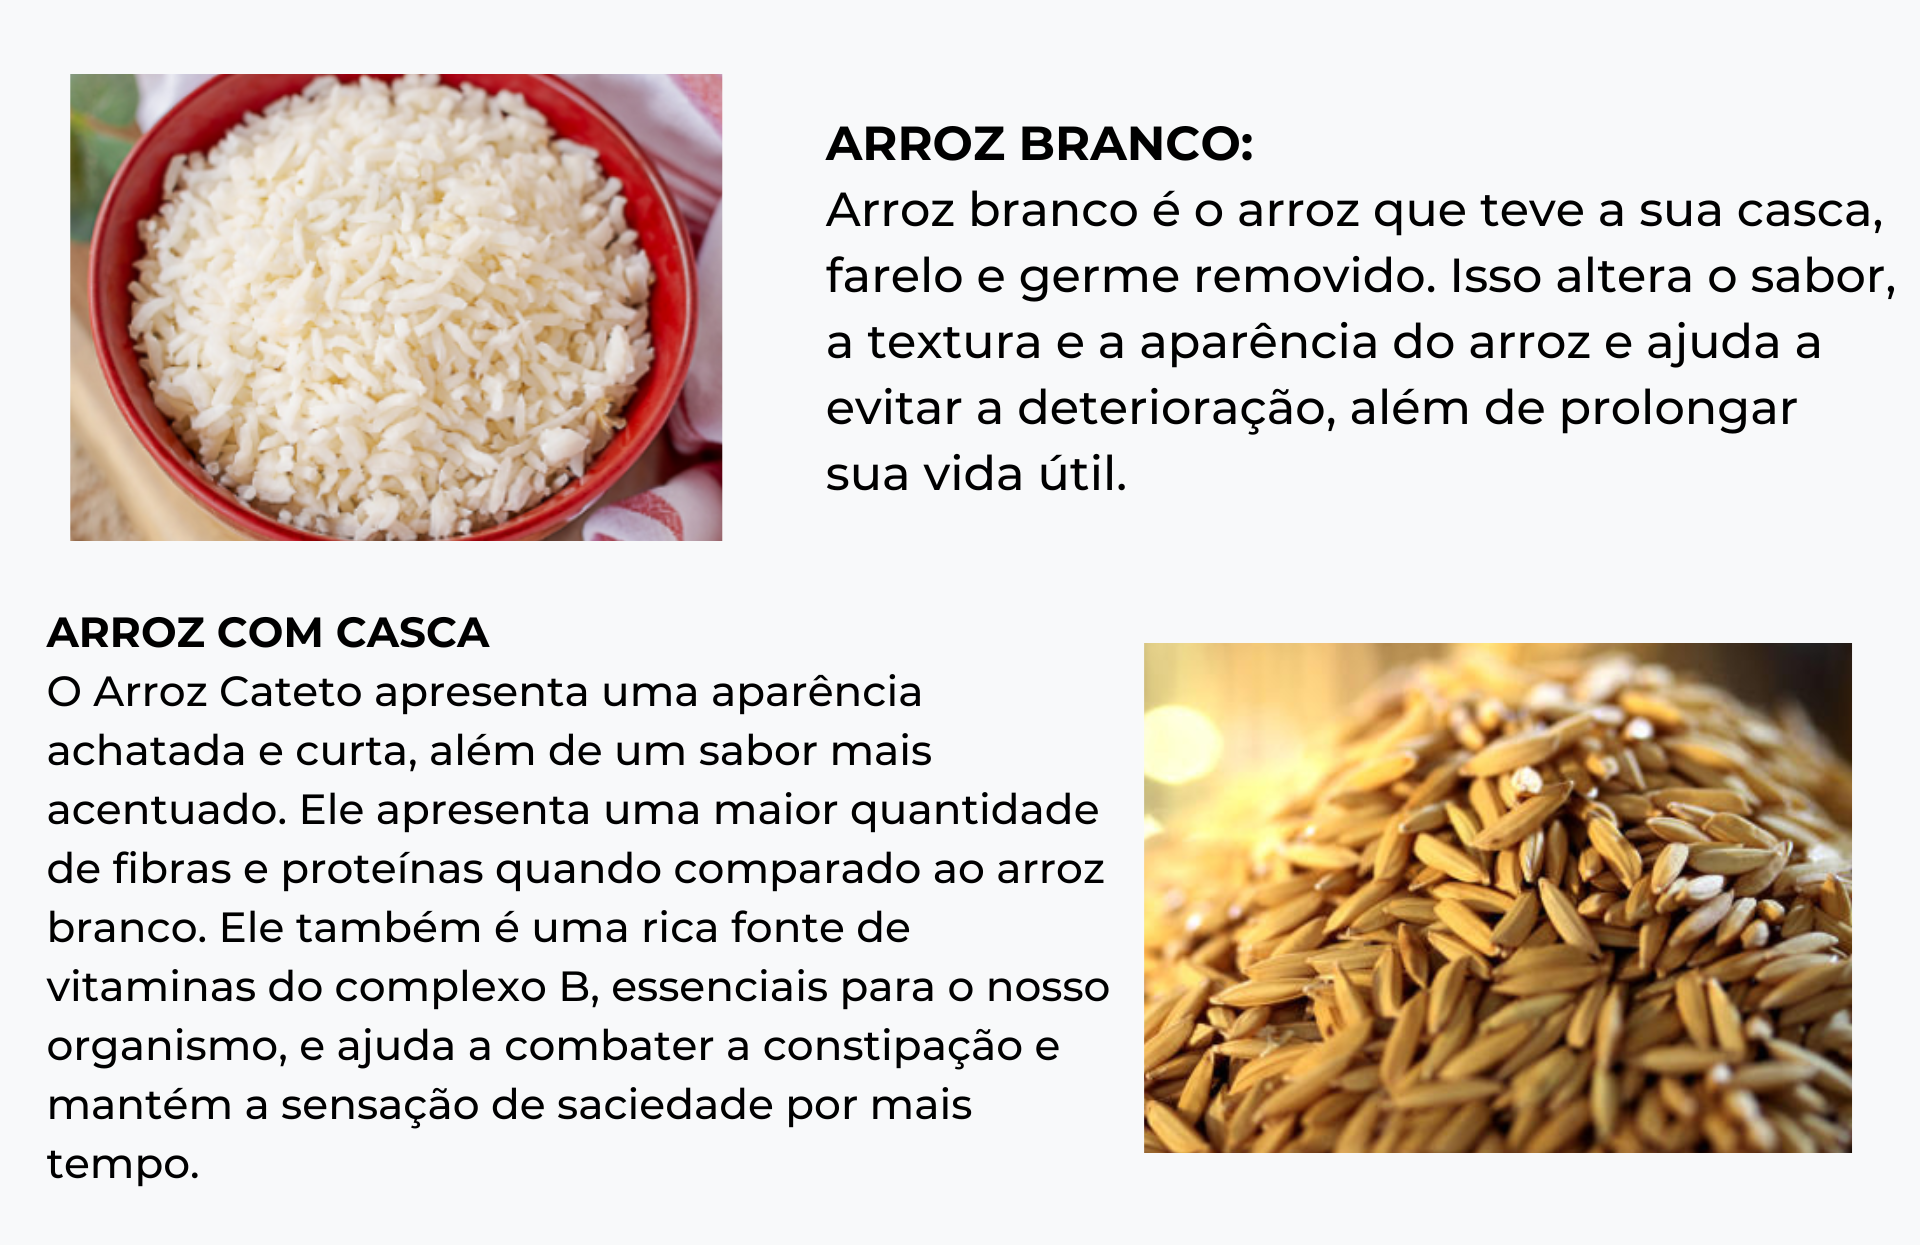 ARROZ BRANCO:
Arroz branco é o arroz que teve a sua casca,
farelo e germe removido. Isso altera o sabor,
a textura e a aparência do arroz e ajuda a
evitar a deterioração, além de prolongar
sua vida útil.
ARROZ COM CASCA
O Arroz Cateto apresenta uma aparência
achatada e curta, além de um sabor mais
acentuado. Ele apresenta uma maior quantidade
de fibras e proteínas quando comparado ao arroz
branco. Ele também é uma rica fonte de
vitaminas do complexo B, essenciais para o nosso
organismo, e ajuda a combater a constipação e
mantém a sensação de saciedade por mais
tempo.